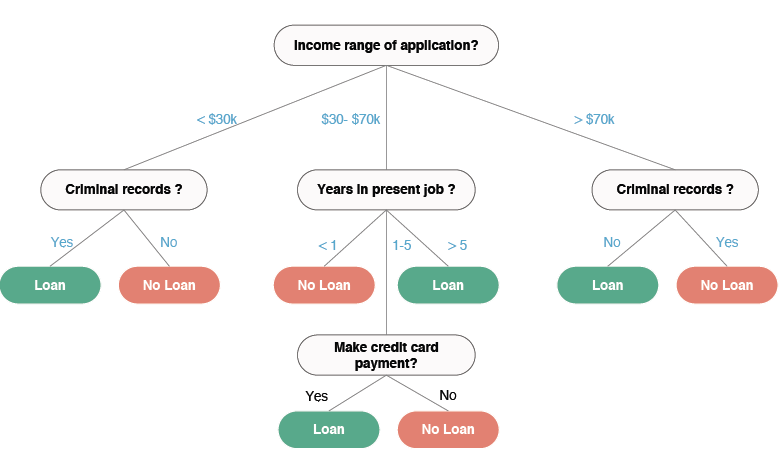 Income range of application?
< $30k
$30- $70k
> $70k
Criminal records ?
Years in present job ?
Criminal records ?
Yes
No
< 1
1-5
> 5
No
Yes
Loan
No Loan
No Loan
Loan
Loan
No Loan
Make credit card
payment?
Yes
No
Loan
No Loan